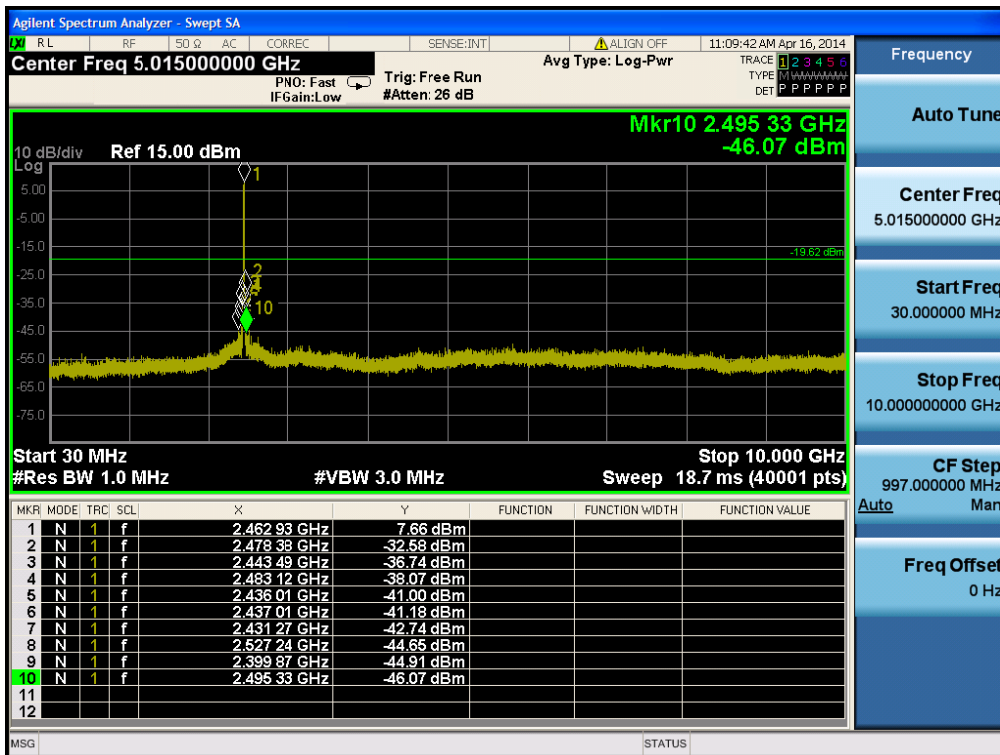 Agilent Spectrum Analyzer - Swept SA
LXI RL RF 50 Ω AC CORREC SENSE:INT ALIGN OFF 11:09:42 AM Apr 16, 2014
Center Freq 5.015000000 GHz
Avg Type: Log-Pwr
TRACE 1 2 3 4 5 6
PNO: Fast
Trig: Free Run
TYPE MWWWWW
IFGain:Low
#Atten: 26 dB
DET P P P P P P
Mkr10 2.495 33 GHz
-46.07 dBm
10 dB/div Ref 15.00 dBm
Log
1
5.00
-5.00
-15.0
-19.62 dBm
-25.0
2
-35.0
10
-45.0
-55.0
-65.0
-75.0
Start 30 MHz Stop 10.000 GHz
#Res BW 1.0 MHz #VBW 3.0 MHz Sweep 18.7 ms (40001 pts)
MKR MODE TRC SCL X Y FUNCTION FUNCTION WIDTH FUNCTION VALUE
1 N 1 f 2.462 93 GHz 7.66 dBm
2 N 1 f 2.478 38 GHz -32.58 dBm
3 N 1 f 2.443 49 GHz -36.74 dBm
4 N 1 f 2.483 12 GHz -38.07 dBm
5 N 1 f 2.436 01 GHz -41.00 dBm
6 N 1 f 2.437 01 GHz -41.18 dBm
7 N 1 f 2.431 27 GHz -42.74 dBm
8 N 1 f 2.527 24 GHz -44.65 dBm
9 N 1 f 2.399 87 GHz -44.91 dBm
10 N 1 f 2.495 33 GHz -46.07 dBm
11
12
MSG STATUS
Frequency
Auto Tune
Center Freq
5.015000000 GHz
Start Freq
30.000000 MHz
Stop Freq
10.000000000 GHz
CF Step
997.000000 MHz
Auto Man
Freq Offset
0 Hz